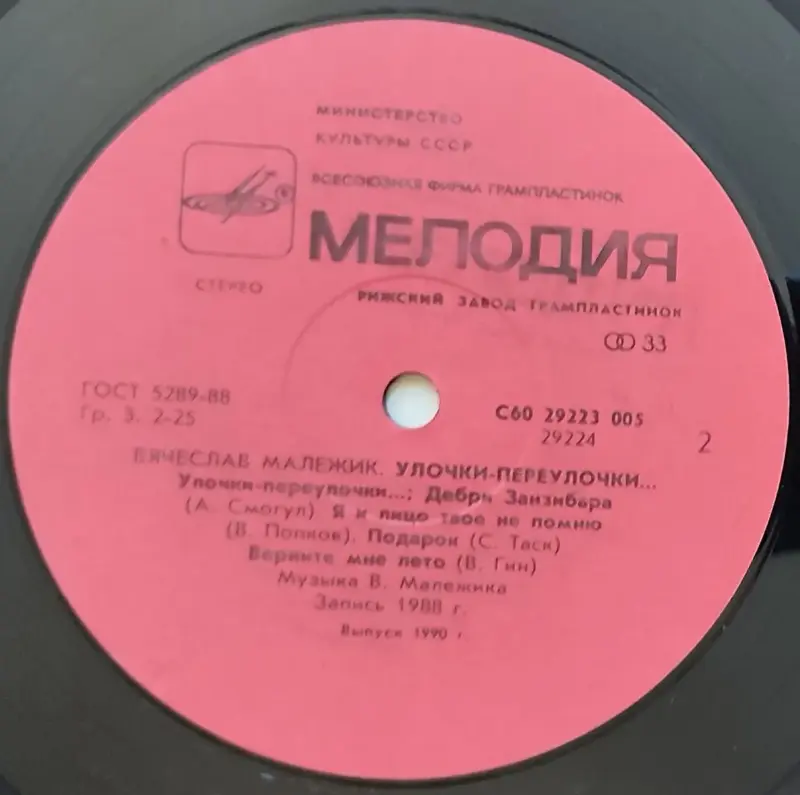 МИНИСТЕРСТВО
КУЛЬТУРЫ СССР
ВСЕСОЮЗНАЯ ФИРМА ГРАМПЛАСТИНОК
МЕЛОДИЯ
СТЕРЕО
РИЖСКИЙ ЗАВОД ГРАМПЛАСТИНОК
33
ГОСТ 5289-88
Гр. 3. 2-25
С60 29223 005
29224
2
ВЯЧЕСЛАВ МАЛЕЖИК. УЛОЧКИ-ПЕРЕУЛОЧКИ...
Улочки-переулочки...; Дебри Занзибара
(А. Смогул) Я и лицо твое не помню
(В. Попков). Подарок (С. Таск)
Верните мне лето (В. Гин)
Музыка В. Малежика
Запись 1988 г.
Выпуск 1990 г